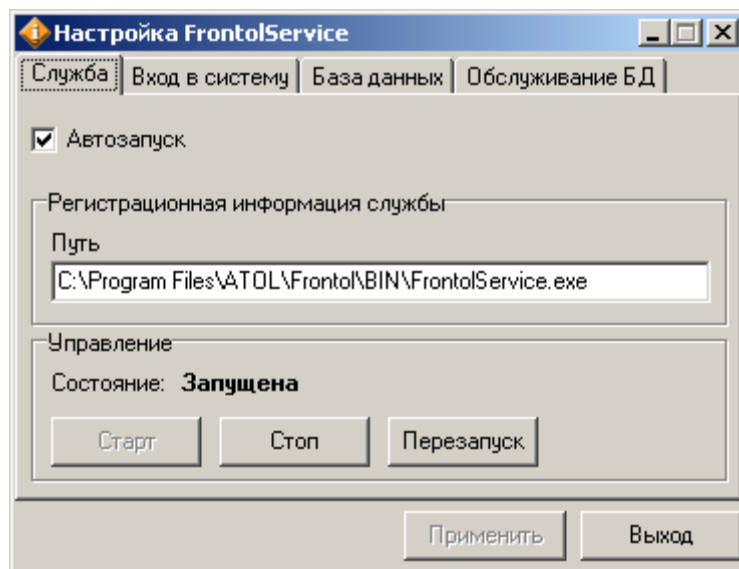 Настройка FrontolService
Служба Вход в систему База данных Обслуживание БД
Автозапуск
Регистрационная информация службы
Путь
C:\Program Files\ATOL\Frontol\BIN\FrontolService.exe
Управление
Состояние: Запущена
Старт Стоп Перезапуск
Применить Выход